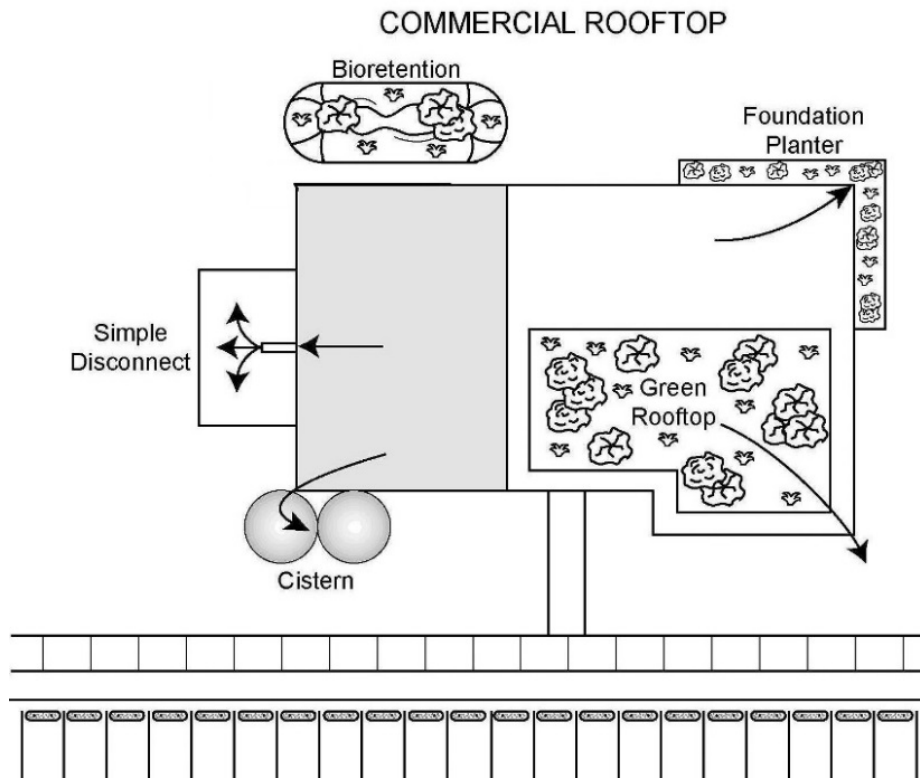 COMMERCIAL ROOFTOP
Bioretention
Foundation
Planter
Simple
Disconnect
Green
Rooftop
Cistern